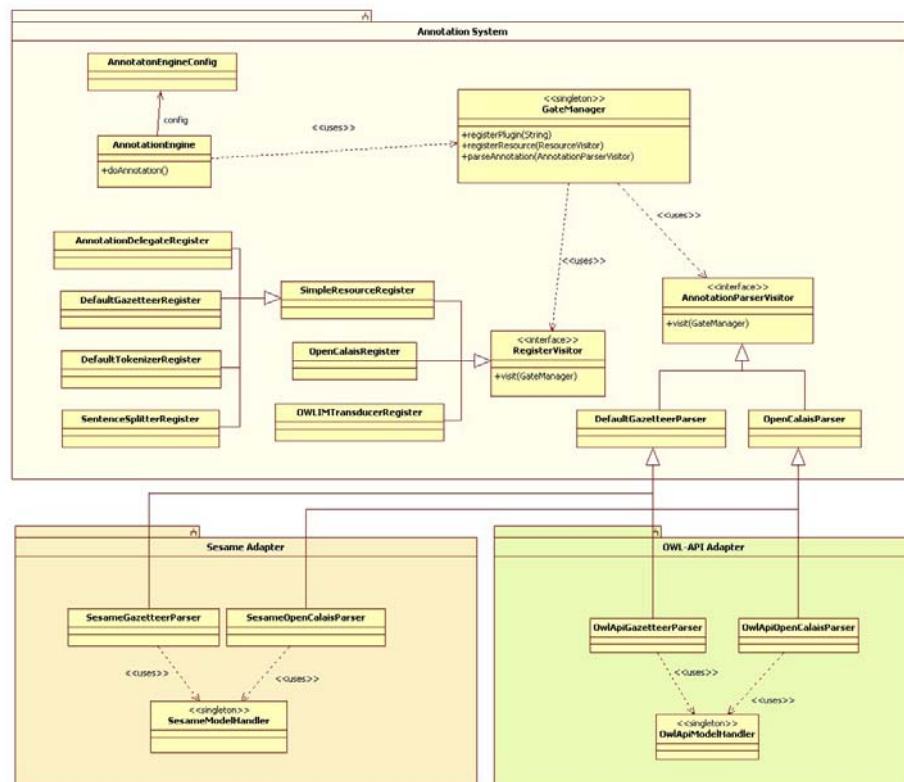 Annotation System
AnnotatonEngineConfig
config
AnnotationEngine
+doAnnotation()
<<uses>>
<<singleton>>
GateManager
+registerPlugin(String)
+registerResource(ResourceVisitor)
+parseAnnotation(AnnotationParserVisitor)
<<uses>>
<<uses>>
AnnotationDelegateRegister
DefaultGazetteerRegister
DefaultTokenizerRegister
SentenceSplitterRegister
SimpleResourceRegister
OpenCalaisRegister
OWLIMTransducerRegister
<<interface>>
RegisterVisitor
+visit(GateManager)
<<interface>>
AnnotationParserVisitor
+visit(GateManager)
DefaultGazetteerParser
OpenCalaisParser
Sesame Adapter
SesameGazetteerParser
SesameOpenCalaisParser
<<uses>>
<<uses>>
<<singleton>>
SesameModelHandler
OWL-API Adapter
OwlApiGazetteerParser
OwlApiOpenCalaisParser
<<uses>>
<<uses>>
<<singleton>>
OwlApiModelHandler